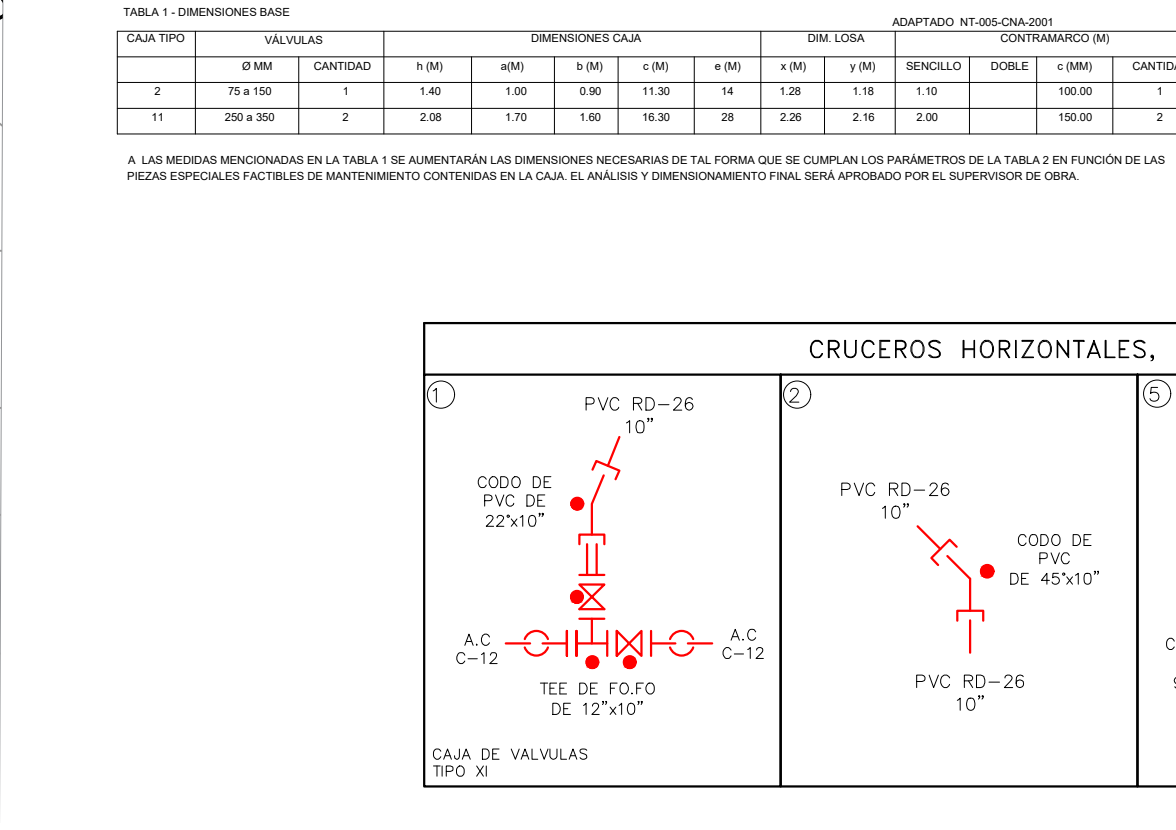 TABLA 1 - DIMENSIONES BASE
ADAPTADO NT-005-CNA-2001
CAJA TIPO VÁLVULAS DIMENSIONES CAJA DIM. LOSA CONTRAMARCO (M)
Ø MM CANTIDAD h (M) a(M) b (M) c (M) e (M) x (M) y (M) SENCILLO DOBLE c (MM) CANTIDA
2 75 a 150 1 1.40 1.00 0.90 11.30 14 1.28 1.18 1.10 100.00 1
11 250 a 350 2 2.08 1.70 1.60 16.30 28 2.26 2.16 2.00 150.00 2
A LAS MEDIDAS MENCIONADAS EN LA TABLA 1 SE AUMENTARÁN LAS DIMENSIONES NECESARIAS DE TAL FORMA QUE SE CUMPLAN LOS PARÁMETROS DE LA TABLA 2 EN FUNCIÓN DE LAS
PIEZAS ESPECIALES FACTIBLES DE MANTENIMIENTO CONTENIDAS EN LA CAJA. EL ANÁLISIS Y DIMENSIONAMIENTO FINAL SERÁ APROBADO POR EL SUPERVISOR DE OBRA.
CRUCEROS HORIZONTALES,
1
PVC RD-26
10"
CODO DE
PVC DE
22°x10"
A.C
C-12
A.C
C-12
TEE DE FO.FO
DE 12"x10"
CAJA DE VALVULAS
TIPO XI
2
PVC RD-26
10"
CODO DE
PVC
DE 45°x10"
PVC RD-26
10"
5
C